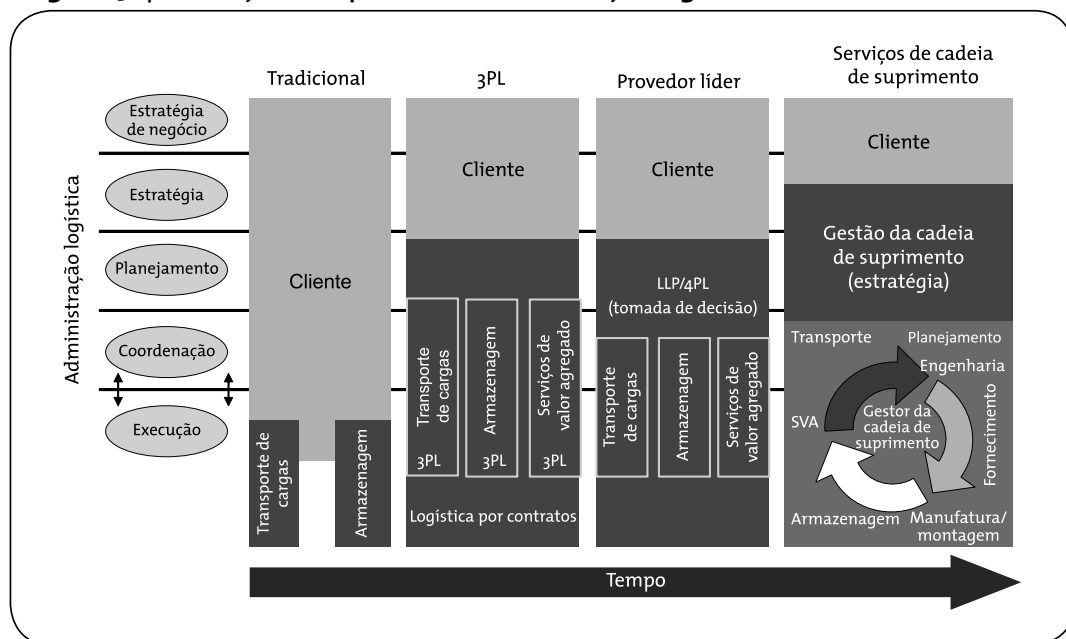 Serviços de cadeia
de suprimento
Tradicional
3PL
Provedor líder
Administração logística
Estratégia
de negócio
Estratégia
Planejamento
Coordenação
Execução
Cliente
Transporte de
cargas
Armazenagem
Cliente
Transporte
de cargas
3PL
Armazenagem
3PL
Serviços de
valor agregado
3PL
Logística por contratos
Cliente
LLP/4PL
(tomada de decisão)
Transporte
de cargas
Armazenagem
Serviços de
valor agregado
Cliente
Gestão da cadeia
de suprimento
(estratégia)
Transporte
Planejamento
Engenharia
SVA
Gestor da
cadeia de
suprimento
Fornecimento
Armazenagem
Manufatura/
montagem
Tempo